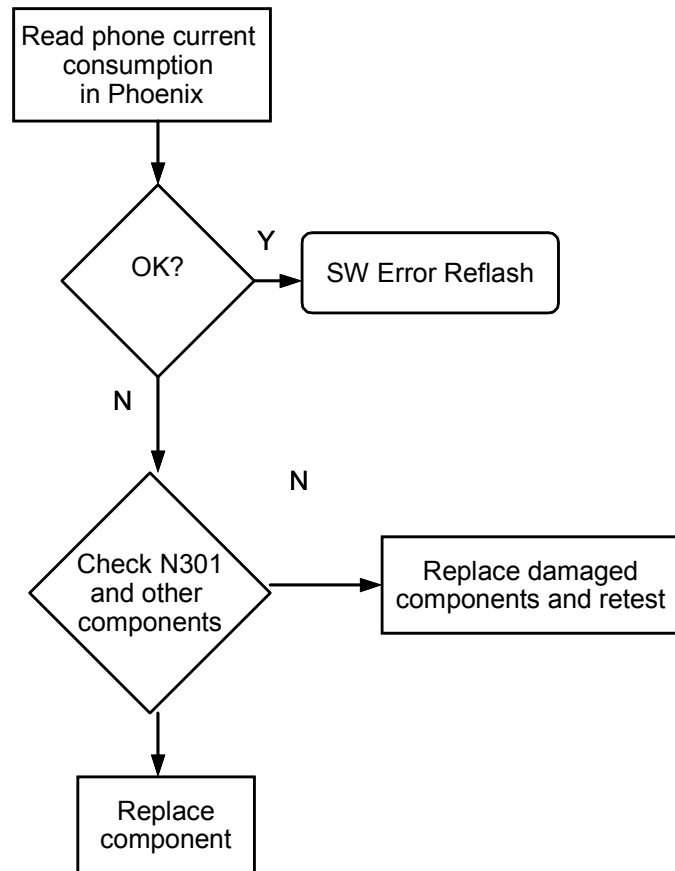 Read phone current
consumption
in Phoenix
OK?
Y
SW Error Reflash
N
N
Check N301
and other
components
Replace damaged
components and retest
Replace
component